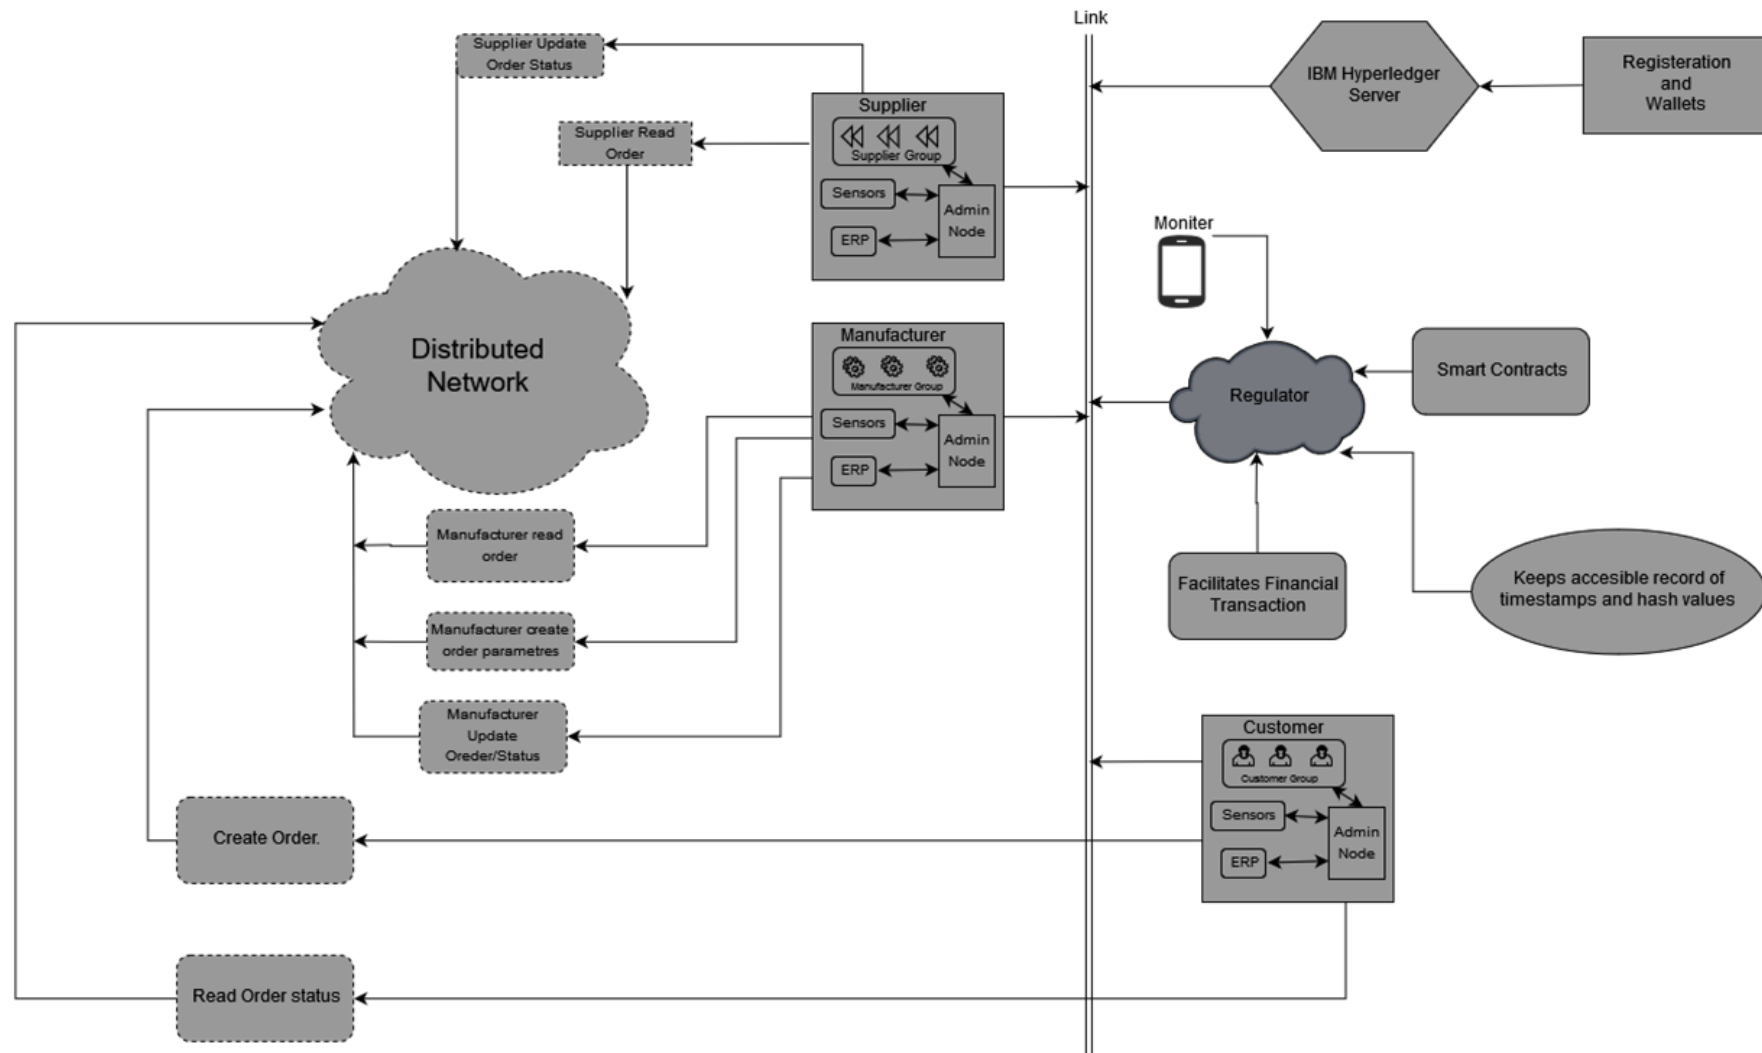 Link
Supplier Update
Order Status
IBM Hyperledger
Server
Registeration
and
Wallets
Supplier
Supplier Group
Sensors
ERP
Admin
Node
Supplier Read
Order
Moniter
Distributed
Network
Manufacturer
Manufacturer Group
Sensors
ERP
Admin
Node
Regulator
Smart Contracts
Manufacturer read
order
Manufacturer create
order parametres
Manufacturer
Update
Oreder/Status
Facilitates Financial
Transaction
Keeps accesible record of
timestamps and hash values
Customer
Customer Group
Sensors
ERP
Admin
Node
Create Order.
Read Order status